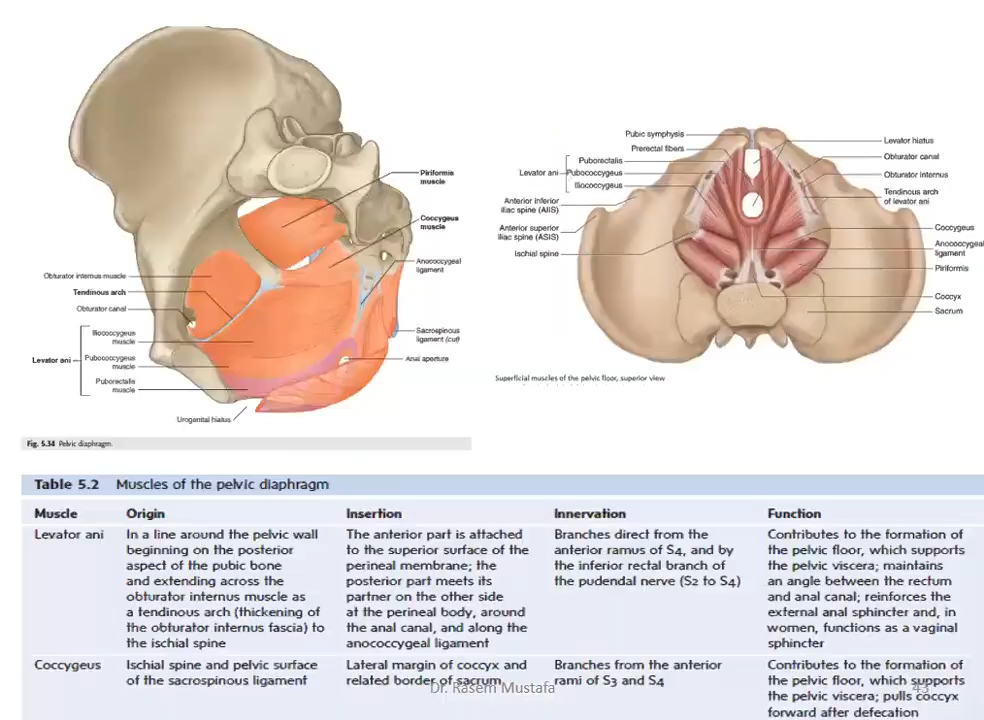 Piriformis
muscle
Coccygeus
muscle
Anococcygeal
ligament
Obturator internus muscle
Tendinous arch
Obturator canal
Iliococcygeus
muscle
Levator ani
Pubococcygeus
muscle
Puborectalis
muscle
Sacrospinous
ligament (cut)
Anal aperture
Urogenital hiatus
Fig. 5.34 Pelvic diaphragm.
Pubic symphysis
Prerectal fibers
Puborectalis
Levator ani
Pubococcygeus
Iliococcygeus
Anterior inferior
iliac spine (AIIS)
Anterior superior
iliac spine (ASIS)
Ischial spine
Levator hiatus
Obturator canal
Obturator internus
Tendinous arch
of levator ani
Coccygeus
Anococcygeal
ligament
Piriformis
Coccyx
Sacrum
Superficial muscles of the pelvic floor, superior view
Table 5.2 Muscles of the pelvic diaphragm
Muscle Origin Insertion Innervation Function
Levator ani In a line around the pelvic wall The anterior part is attached Branches direct from the Contributes to the formation of
beginning on the posterior to the superior surface of the anterior ramus of S4, and by the pelvic floor, which supports
aspect of the pubic bone perineal membrane; the the inferior rectal branch of the pelvic viscera; maintains
and extending across the posterior part meets its the pudendal nerve (S2 to S4) an angle between the rectum
obturator internus muscle as partner on the other side and anal canal; reinforces the
a tendinous arch (thickening of at the perineal body, around external anal sphincter and, in
the obturator internus fascia) to the anal canal, and along the women, functions as a vaginal
the ischial spine anococcygeal ligament sphincter
Coccygeus Ischial spine and pelvic surface Lateral margin of coccyx and Branches from the anterior Contributes to the formation of
of the sacrospinous ligament related border of sacrum rami of S3 and S4 the pelvic floor, which supports
the pelvic viscera; pulls coccyx
forward after defecation
Dr. Rasem Mustafa
43